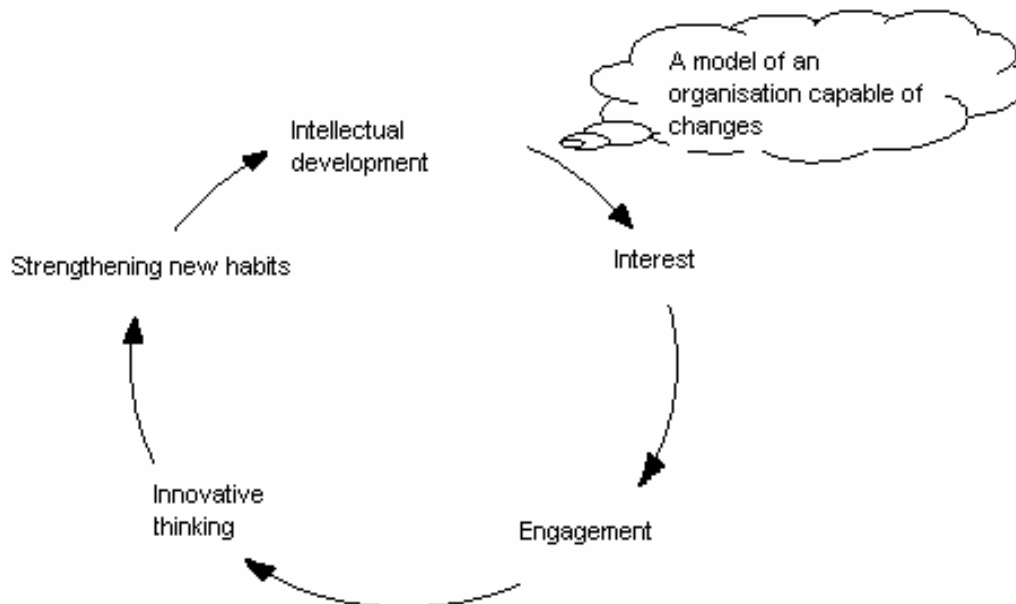 A model of an
organisation capable of
changes
Intellectual
development
Interest
Strengthening new habits
Innovative
thinking
Engagement